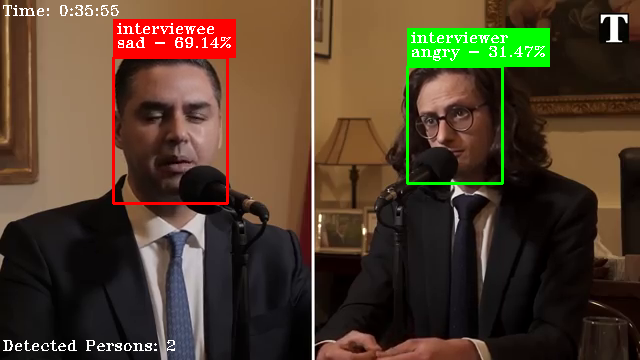 Time: 0:35:55
interviewee
sad - 69.14%
interviewer
angry - 31.47%
T
Detected Persons: 2